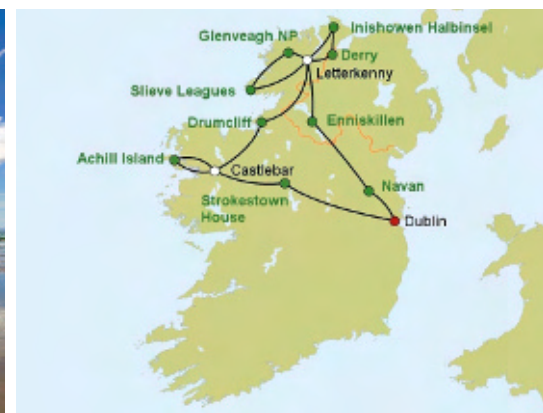 Inishowen Halbinsel
Glenveagh NP
Derry
Letterkenny
Slieve Leagues
Drumcliff
Enniskillen
Achill Island
Castlebar
Navan
Strokestown
House
Dublin